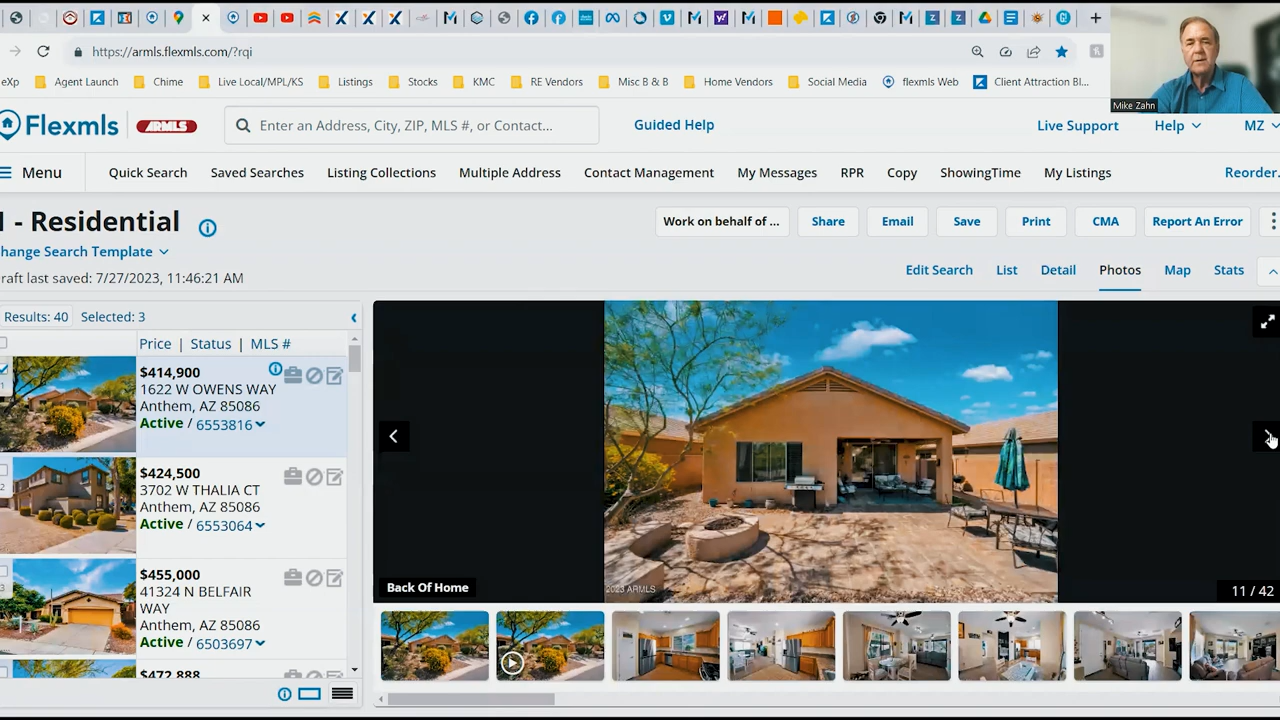 https://armls.flexmls.com/?rqi
eXp
Agent Launch
Chime
Live Local/MPL/KS
Listings
Stocks
KMC
RE Vendors
Misc B & B
Home Vendors
Social Media
flexmls Web
Client Attraction Bl...
Mike Zahn
Flexmls
ARMLS
Enter an Address, City, ZIP, MLS #, or Contact...
Guided Help
Live Support
Help
MZ
Menu
Quick Search
Saved Searches
Listing Collections
Multiple Address
Contact Management
My Messages
RPR
Copy
ShowingTime
My Listings
Reorder.
- Residential
Work on behalf of ...
Share
Email
Save
Print
CMA
Report An Error
hange Search Template
raft last saved: 7/27/2023, 11:46:21 AM
Edit Search
List
Detail
Photos
Map
Stats
Results: 40
Selected: 3
Price | Status | MLS #
1
$414,900
1622 W OWENS WAY
Anthem, AZ 85086
Active / 6553816
2
$424,500
3702 W THALIA CT
Anthem, AZ 85086
Active / 6553064
3
$455,000
41324 N BELFAIR
WAY
Anthem, AZ 85086
Active / 6503697
$472,888
2023 ARMLS
Back Of Home
11 / 42